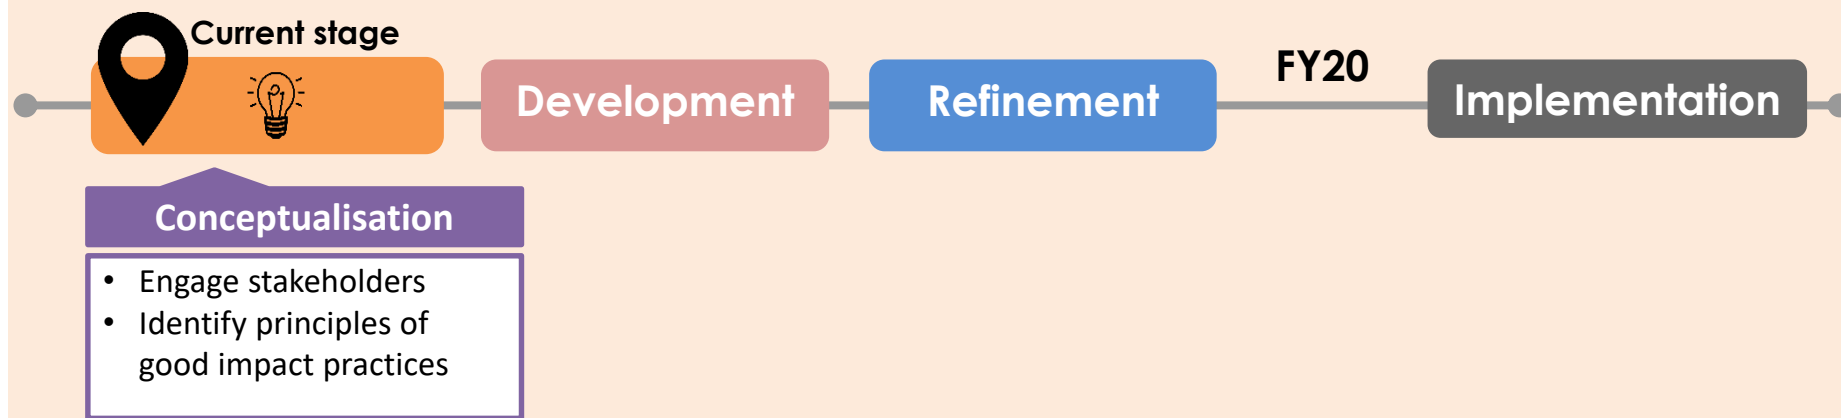 Current stage
Development
Refinement
FY20
Implementation
Conceptualisation
• Engage stakeholders
• Identify principles of
good impact practices